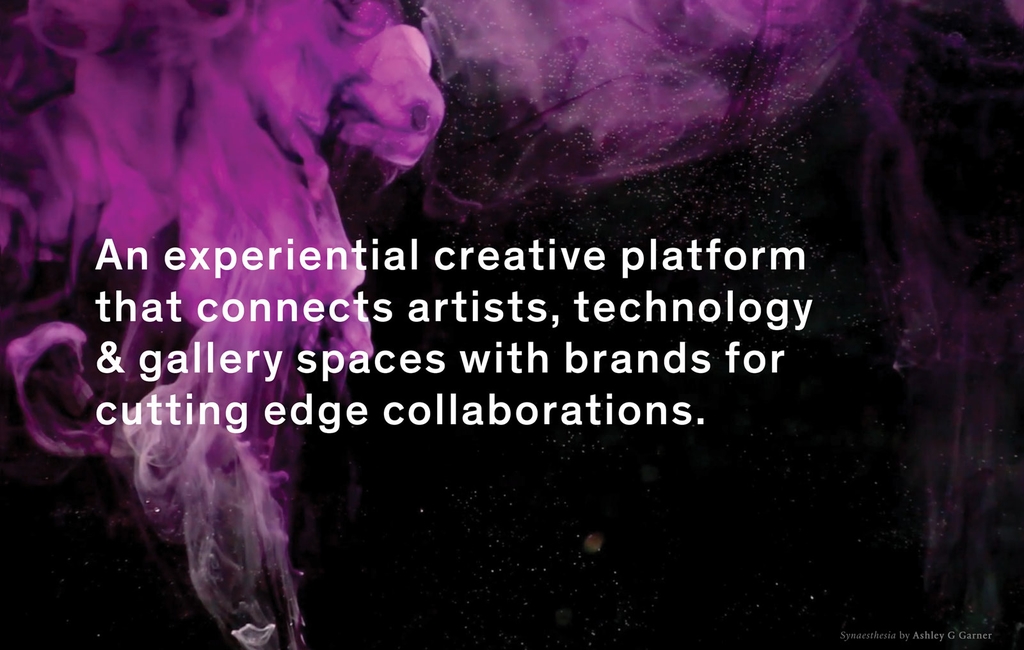 An experiential creative platform
that connects artists, technology
& gallery spaces with brands for
cutting edge collaborations.
Synaesthesia by Ashley G Garner